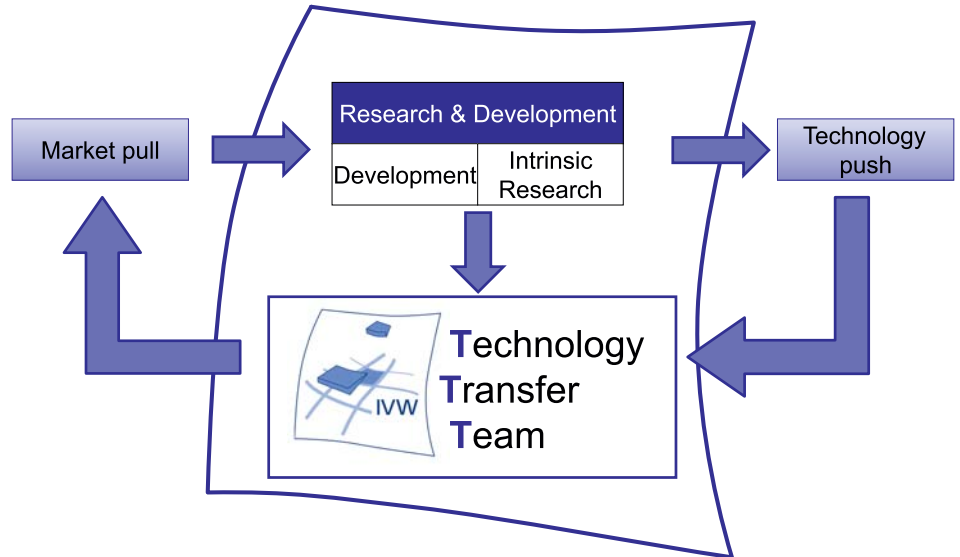 Research & Development
Market pull
Development
Intrinsic
Research
Technology
push
IVW
Technology
Transfer
Team